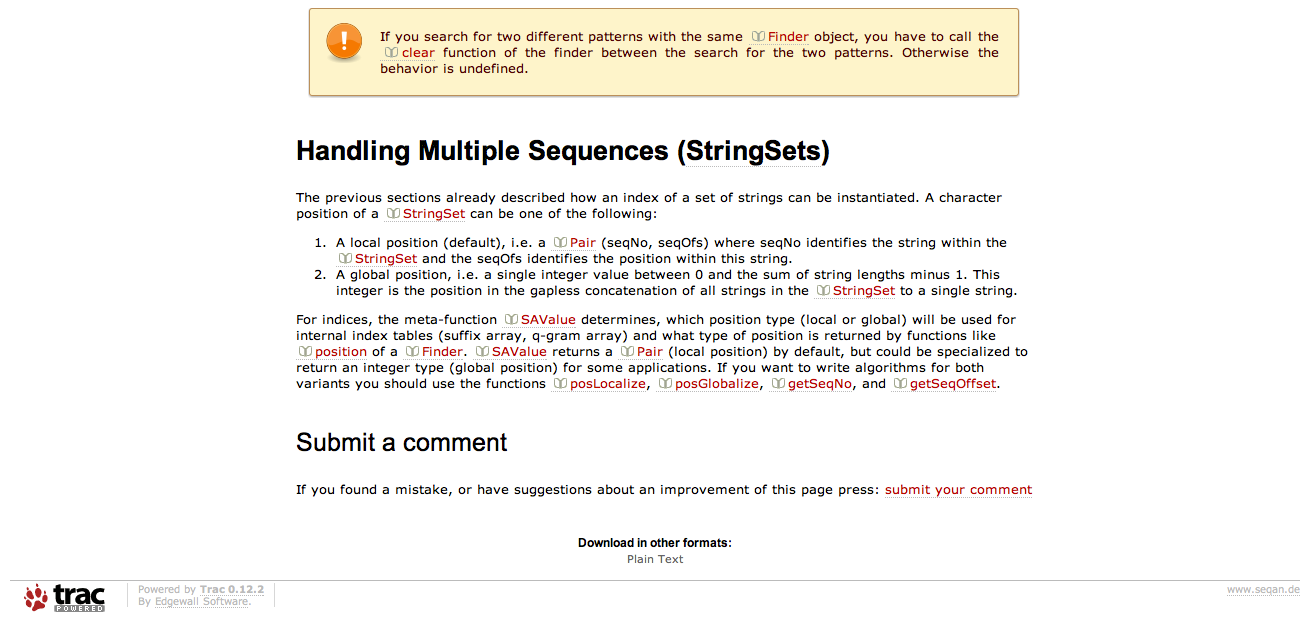 If you search for two different patterns with the same Finder object, you have to call the
clear function of the finder between the search for the two patterns. Otherwise the
behavior is undefined.
Handling Multiple Sequences (StringSets)
The previous sections already described how an index of a set of strings can be instantiated. A character
position of a StringSet can be one of the following:
1. A local position (default), i.e. a Pair (seqNo, seqOfs) where seqNo identifies the string within the
StringSet and the seqOfs identifies the position within this string.
2. A global position, i.e. a single integer value between 0 and the sum of string lengths minus 1. This
integer is the position in the gapless concatenation of all strings in the StringSet to a single string.
For indices, the meta-function SAValue determines, which position type (local or global) will be used for
internal index tables (suffix array, q-gram array) and what type of position is returned by functions like
position of a Finder. SAValue returns a Pair (local position) by default, but could be specialized to
return an integer type (global position) for some applications. If you want to write algorithms for both
variants you should use the functions posLocalize, posGlobalize, getSeqNo, and getSeqOffset.
Submit a comment
If you found a mistake, or have suggestions about an improvement of this page press: submit your comment
Download in other formats:
Plain Text
trac
POWERED
Powered by Trac 0.12.2
By Edgewall Software.
www.seqan.de